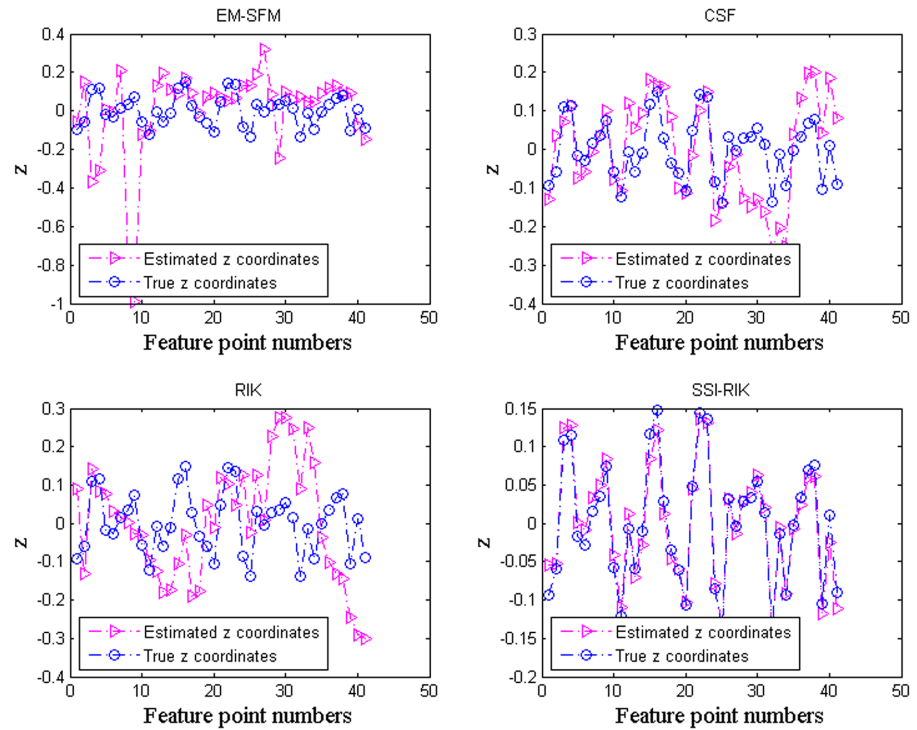 EM-SFM
0.4
0.2
0
-0.2
-0.4
-0.6
-0.8
-1
z
Estimated z coordinates
True z coordinates
0 10 20 30 40 50
Feature point numbers
CSF
0.3
0.2
0.1
0
-0.1
0.2
0.3
0.4
z
Estimated z coordinates
True z coordinates
0 10 20 30 40 50
Feature point numbers
RIK
0.3
0.2
0.1
0
-0.1
-0.2
-0.3
-0.4
z
Estimated z coordinates
True z coordinates
0 10 20 30 40 50
Feature point numbers
SSI-RIK
0.15
0.1
0.05
0
-0.05
-0.1
-0.15
-0.2
z
Estimated z coordinates
True z coordinates
0 10 20 30 40 50
Feature point numbers